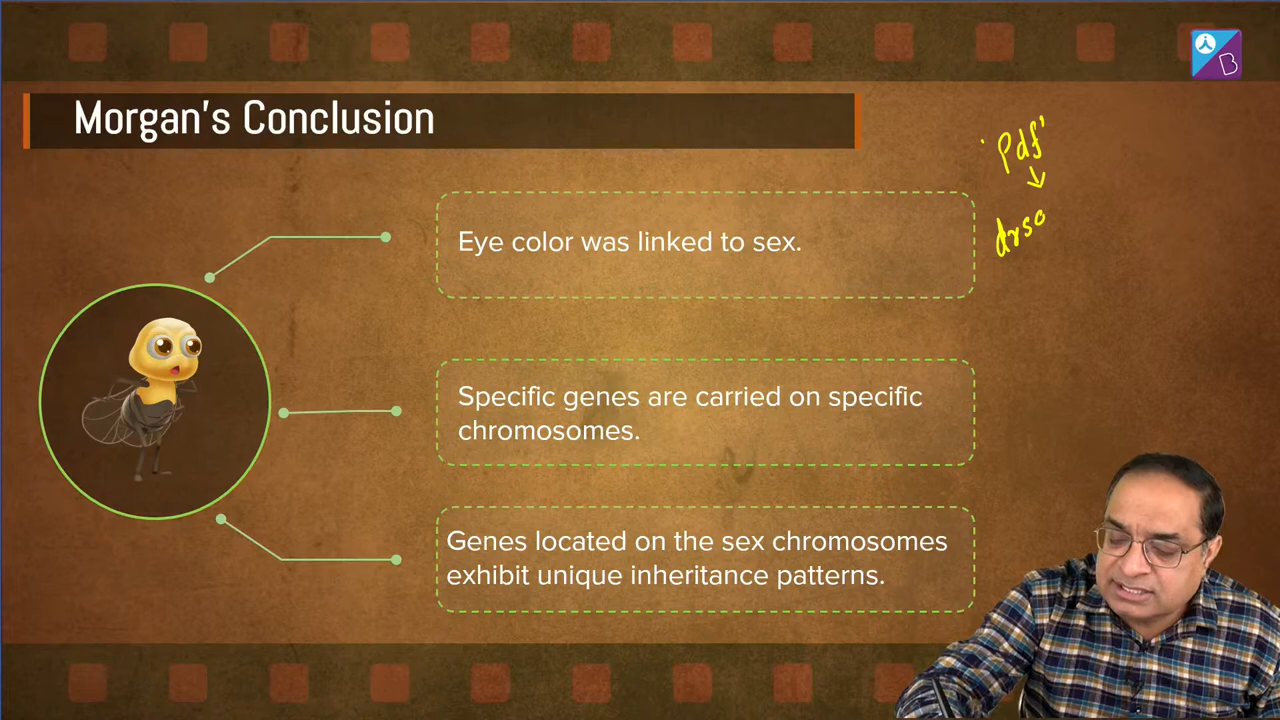 Morgan's Conclusion
'Pdf'
Eye color was linked to sex.
Specific genes are carried on specific
chromosomes.
Genes located on the sex chromosomes
exhibit unique inheritance patterns.
B